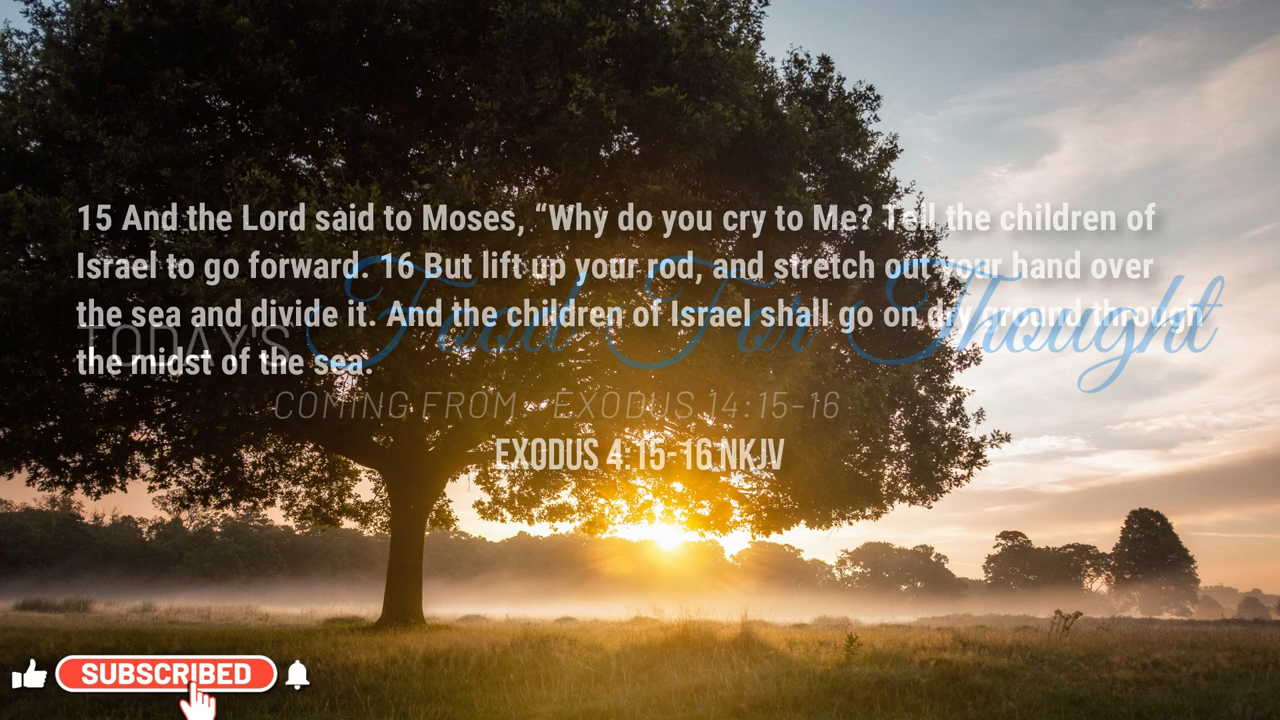 15 And the Lord said to Moses, “Why do you cry to Me? Tell the children of
Israel to go forward. 16 But lift up your rod, and stretch out your hand over
the sea and divide it. And the children of Israel shall go on dry ground through
the midst of the sea.
TODAY'S Food For Thought
COMING FROM: EXODUS 14:15-16
EXODUS 4:15-16 NKJV
SUBSCRIBED